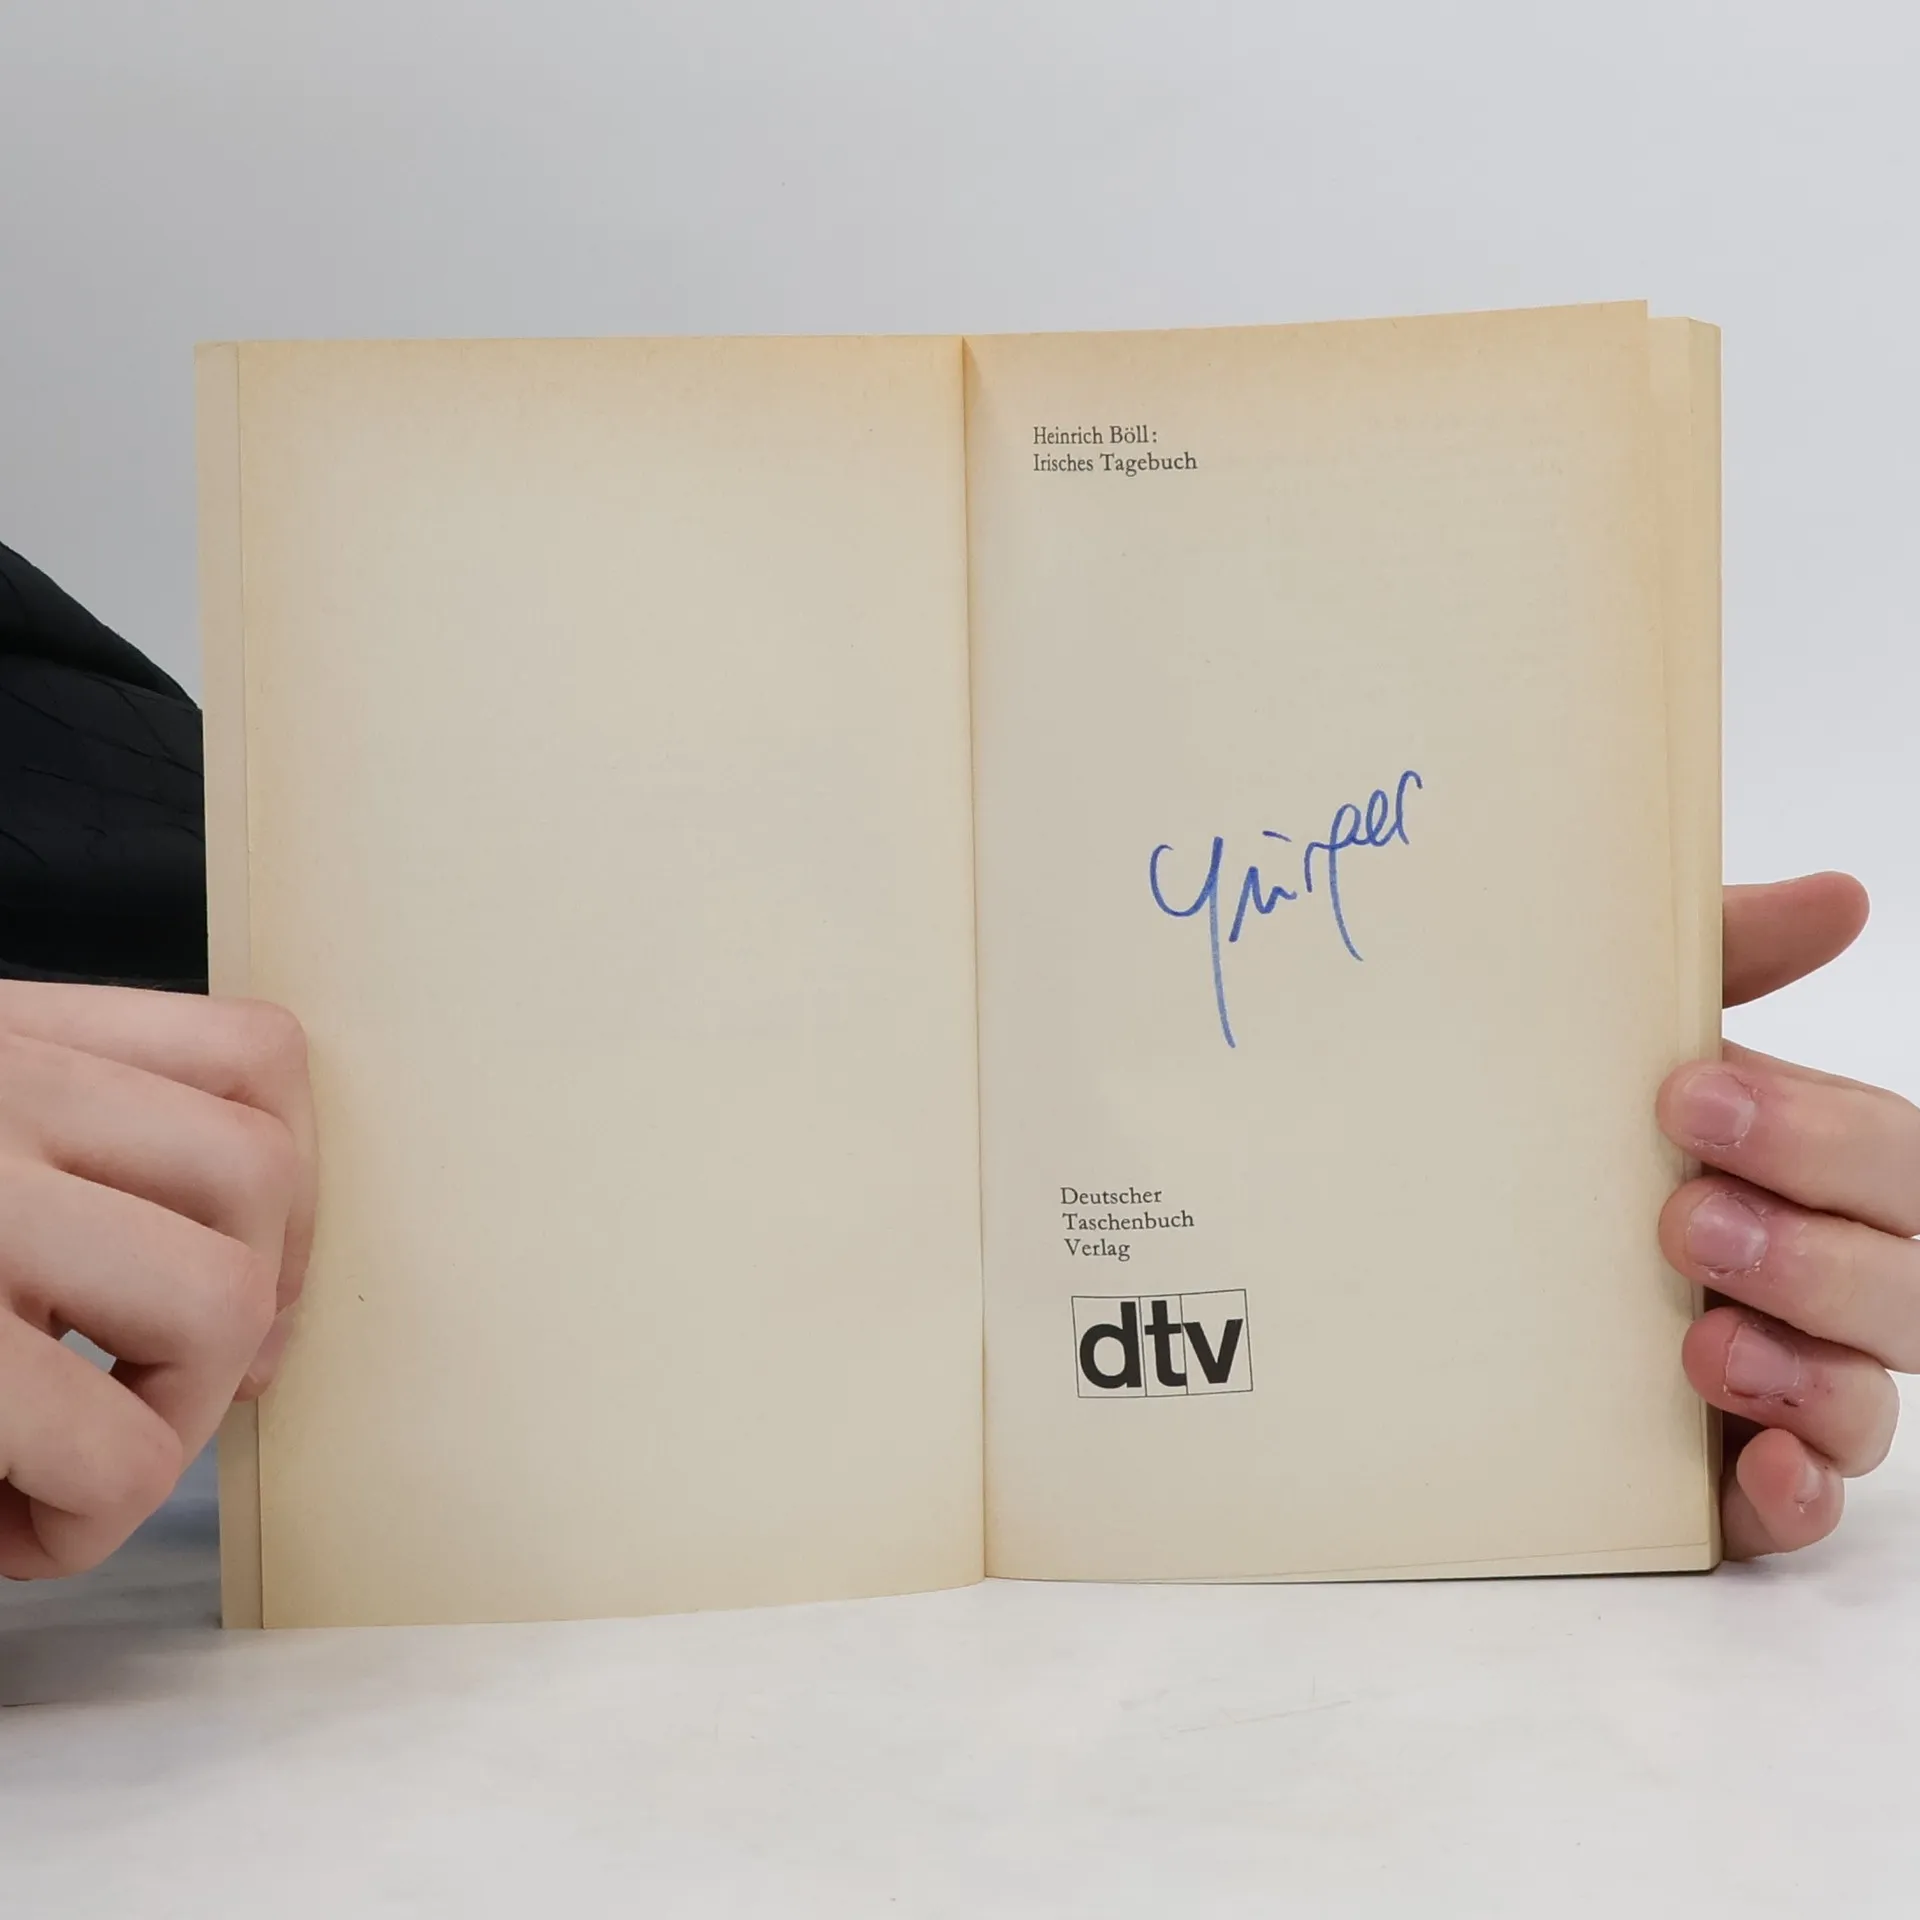 Heinrich Böll:
Irisches Tagebuch
Deutscher
Taschenbuch
Verlag
dtv